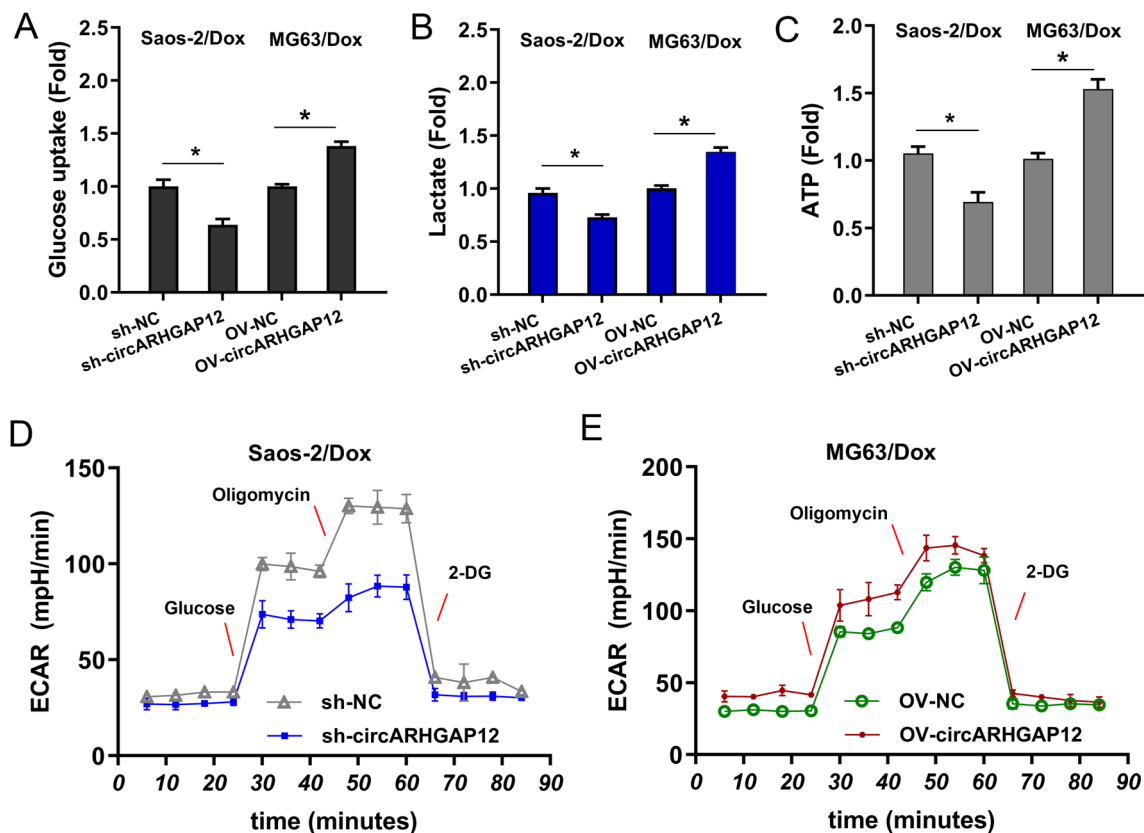 A
Saos-2/Dox MG63/Dox
Glucose uptake (Fold)
2.5
2.0
1.5
1.0
0.5
0.0
*
*
sh-NC
sh-circARHGAP12
OV-NC
OV-circARHGAP12
B
Saos-2/Dox MG63/Dox
Lactate (Fold)
2.5
2.0
1.5
1.0
0.5
0.0
*
*
sh-NC
sh-circARHGAP12
OV-NC
OV-circARHGAP12
C
Saos-2/Dox MG63/Dox
ATP (Fold)
2.0
1.5
1.0
0.5
0.0
*
*
sh-NC
sh-circARHGAP12
OV-NC
OV-circARHGAP12
D
Saos-2/Dox
ECAR (mpH/min)
150
100
50
0
Oligomycin
Glucose
2-DG
sh-NC
sh-circARHGAP12
0 10 20 30 40 50 60 70 80 90
time (minutes)
E
MG63/Dox
ECAR (mpH/min)
200
150
100
50
0
Oligomycin
Glucose
2-DG
OV-NC
OV-circARHGAP12
0 10 20 30 40 50 60 70 80 90
time (minutes)